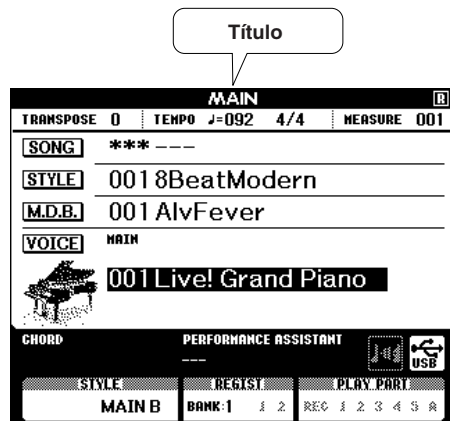 Título
MAIN R
TRANSPOSE 0 TEMPO ♩=092 4/4 MEASURE 001
SONG *** ---
STYLE 001 8BeatModern
M.D.B. 001 AlvFever
VOICE MAIN
001 Live! Grand Piano
CHORD PERFORMANCE ASSISTANT
---
USB
STYLE REGIST PLAY PART
MAIN B BANK:1 1 2 REC 1 2 3 4 5 A